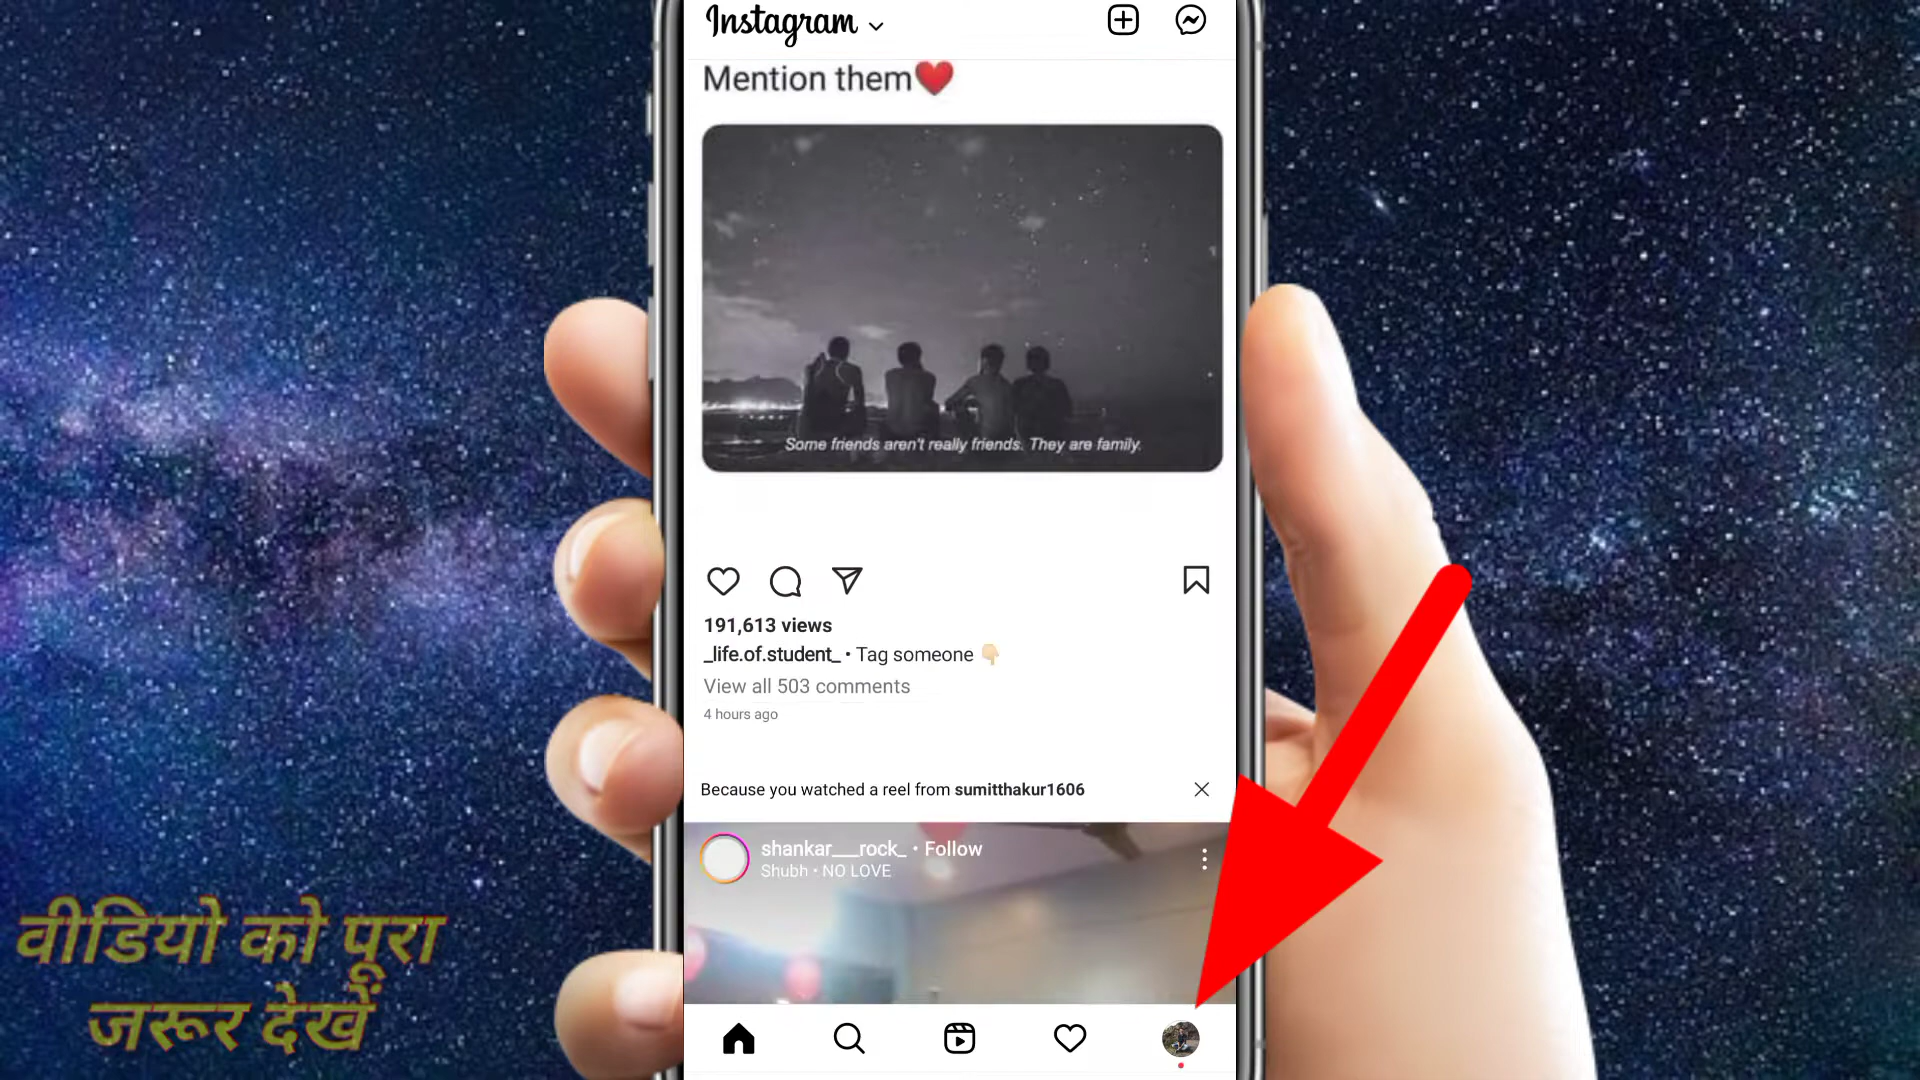 Instagram
Mention them❤️
Some friends aren't really friends. They are family.
191,613 views
_life.of.student_ • Tag someone 👇🏻
View all 503 comments
4 hours ago
Because you watched a reel from sumitthakur1606
shankar___rock_ • Follow
Shubh • NO LOVE
वीडियो को पूरा
जरूर देखें